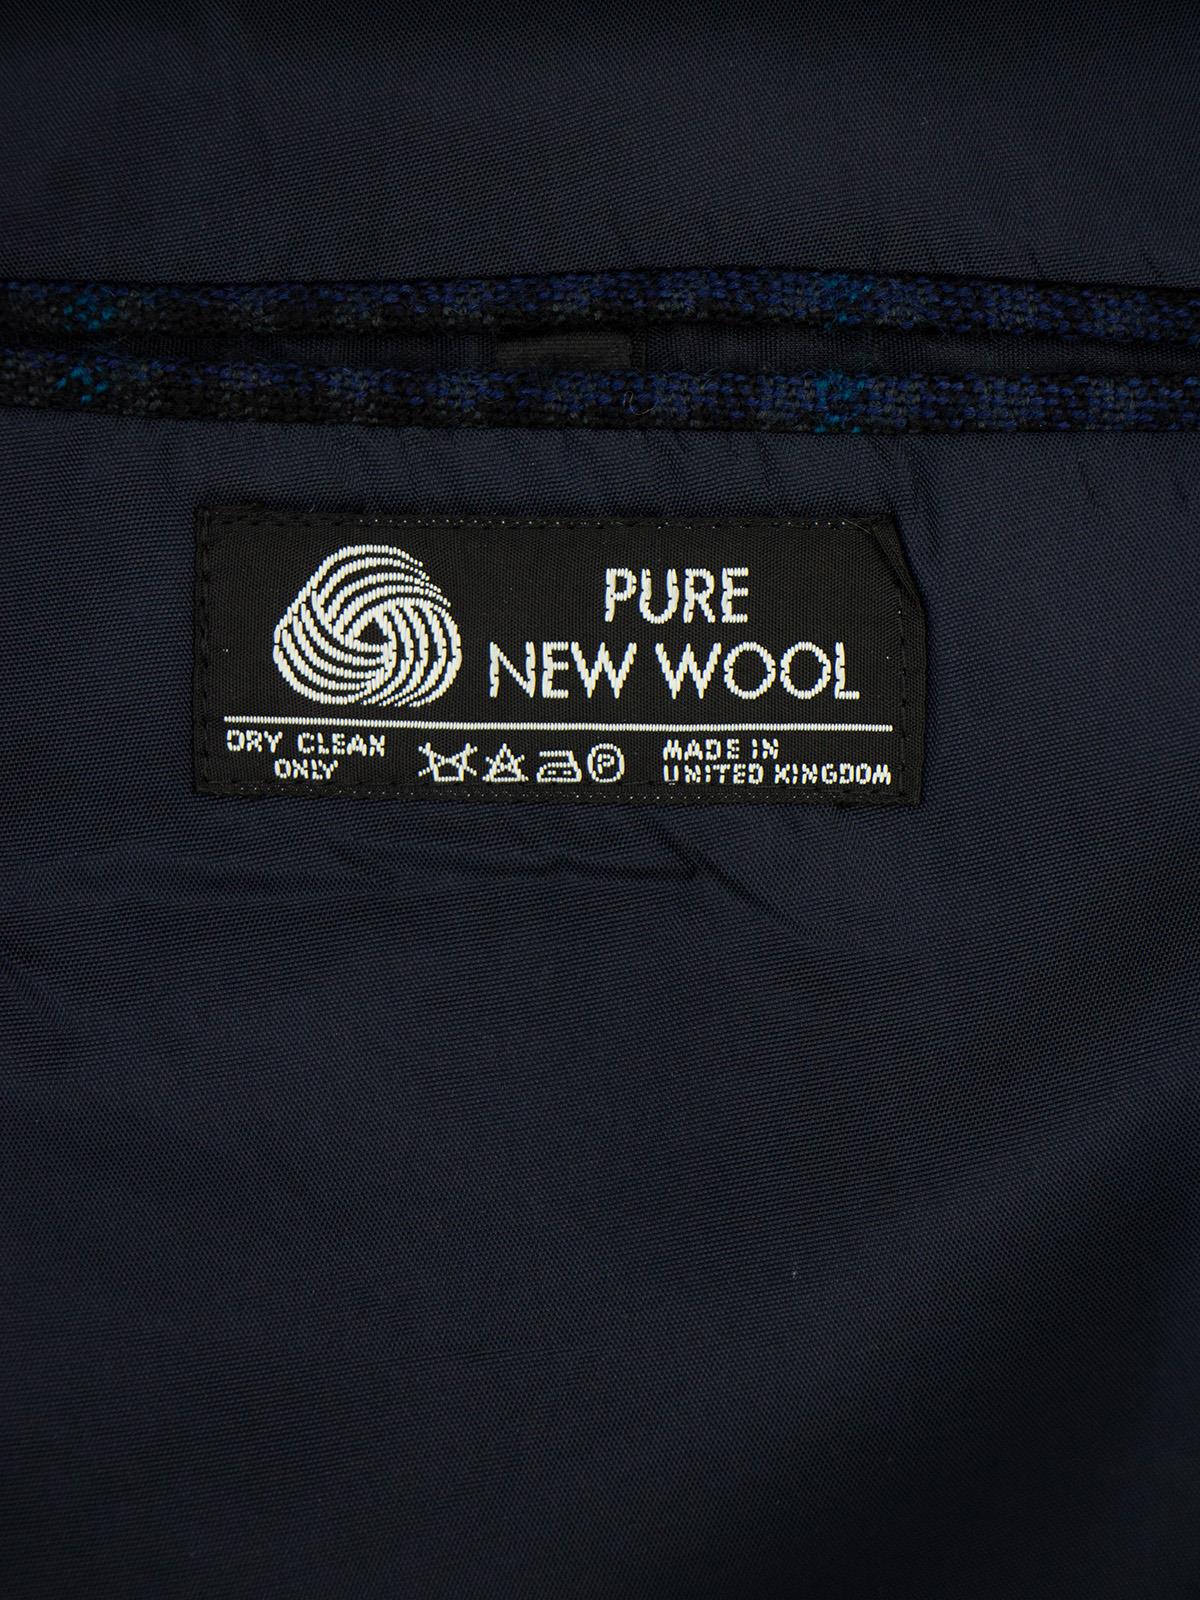 PURE
NEW WOOL
DRY CLEAN
ONLY
P
MADE IN
UNITED KINGDOM